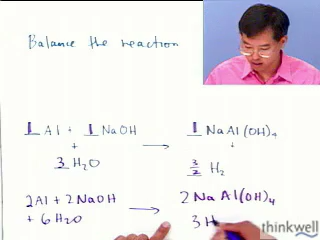 Balance the reaction
1 Al + 1 NaOH → 1 NaAl(OH)4
+ +
3 H2O 3/2 H2
2Al + 2NaOH → 2 NaAl(OH)4
+ 6H2O 3 H
thinkwell